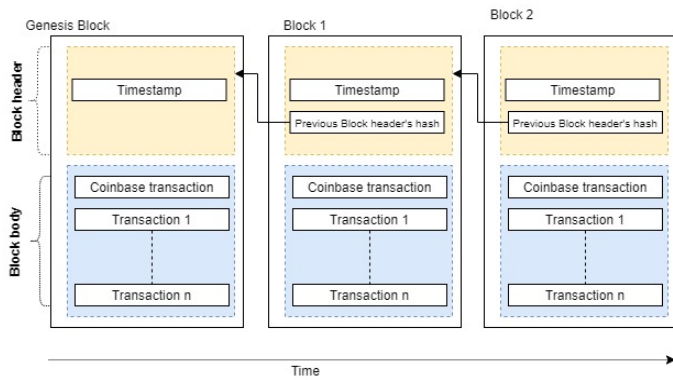 Genesis Block
Block 1
Block 2
Block header
Timestamp
Timestamp
Timestamp
Previous Block header's hash
Previous Block header's hash
Block body
Coinbase transaction
Coinbase transaction
Coinbase transaction
Transaction 1
Transaction 1
Transaction 1
Transaction n
Transaction n
Transaction n
Time